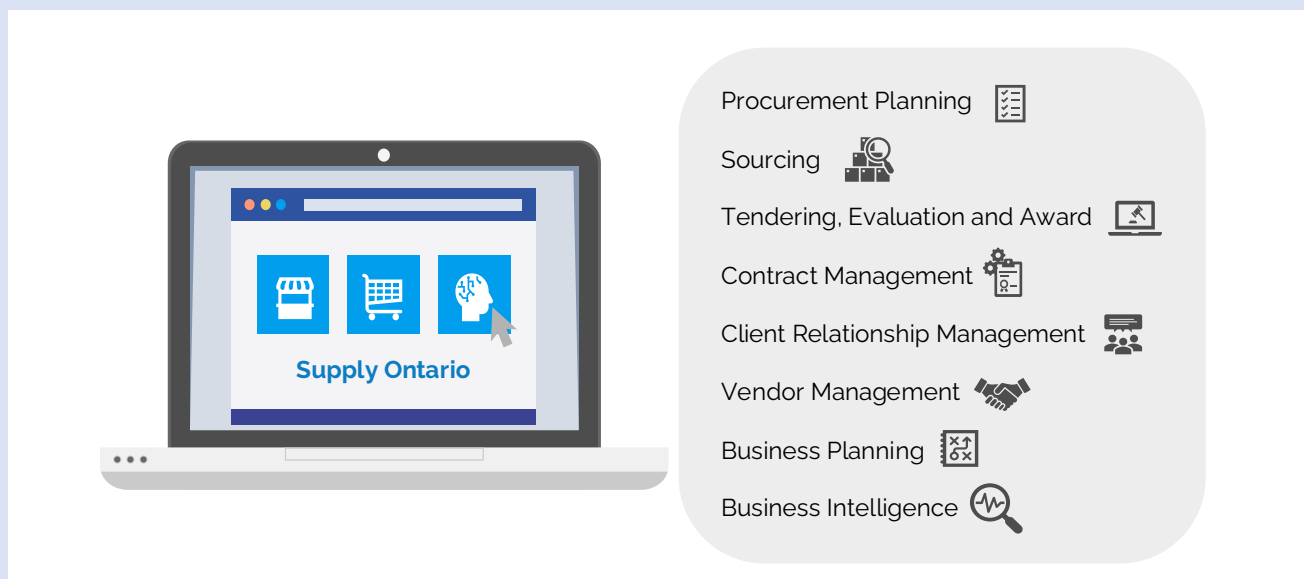 Supply Ontario
Procurement Planning
Sourcing
Tendering, Evaluation and Award
Contract Management
Client Relationship Management
Vendor Management
Business Planning
Business Intelligence